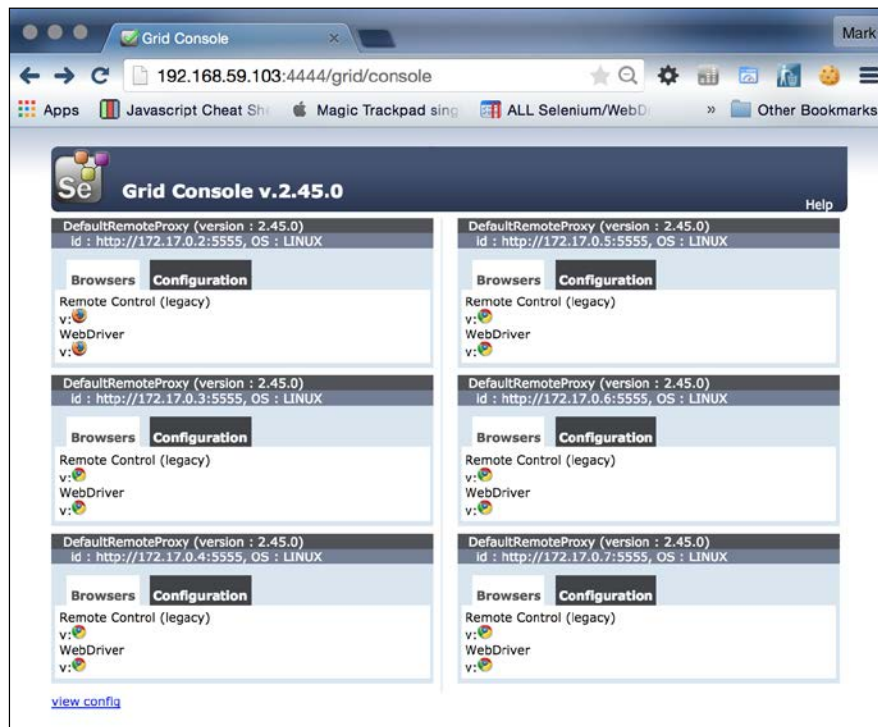 Grid Console
Mark
192.168.59.103:4444/grid/console
Apps
Javascript Cheat Sh
Magic Trackpad sing
ALL Selenium/WebD
»
Other Bookmarks
Se
Grid Console v.2.45.0
Help
DefaultRemoteProxy (version : 2.45.0)
id : http://172.17.0.2:5555, OS : LINUX
Browsers Configuration
Remote Control (legacy)
v:
WebDriver
v:
DefaultRemoteProxy (version : 2.45.0)
id : http://172.17.0.3:5555, OS : LINUX
Browsers Configuration
Remote Control (legacy)
v:
WebDriver
v:
DefaultRemoteProxy (version : 2.45.0)
id : http://172.17.0.4:5555, OS : LINUX
Browsers Configuration
Remote Control (legacy)
v:
WebDriver
v:
DefaultRemoteProxy (version : 2.45.0)
id : http://172.17.0.5:5555, OS : LINUX
Browsers Configuration
Remote Control (legacy)
v:
WebDriver
v:
DefaultRemoteProxy (version : 2.45.0)
id : http://172.17.0.6:5555, OS : LINUX
Browsers Configuration
Remote Control (legacy)
v:
WebDriver
v:
DefaultRemoteProxy (version : 2.45.0)
id : http://172.17.0.7:5555, OS : LINUX
Browsers Configuration
Remote Control (legacy)
v:
WebDriver
v:
view config